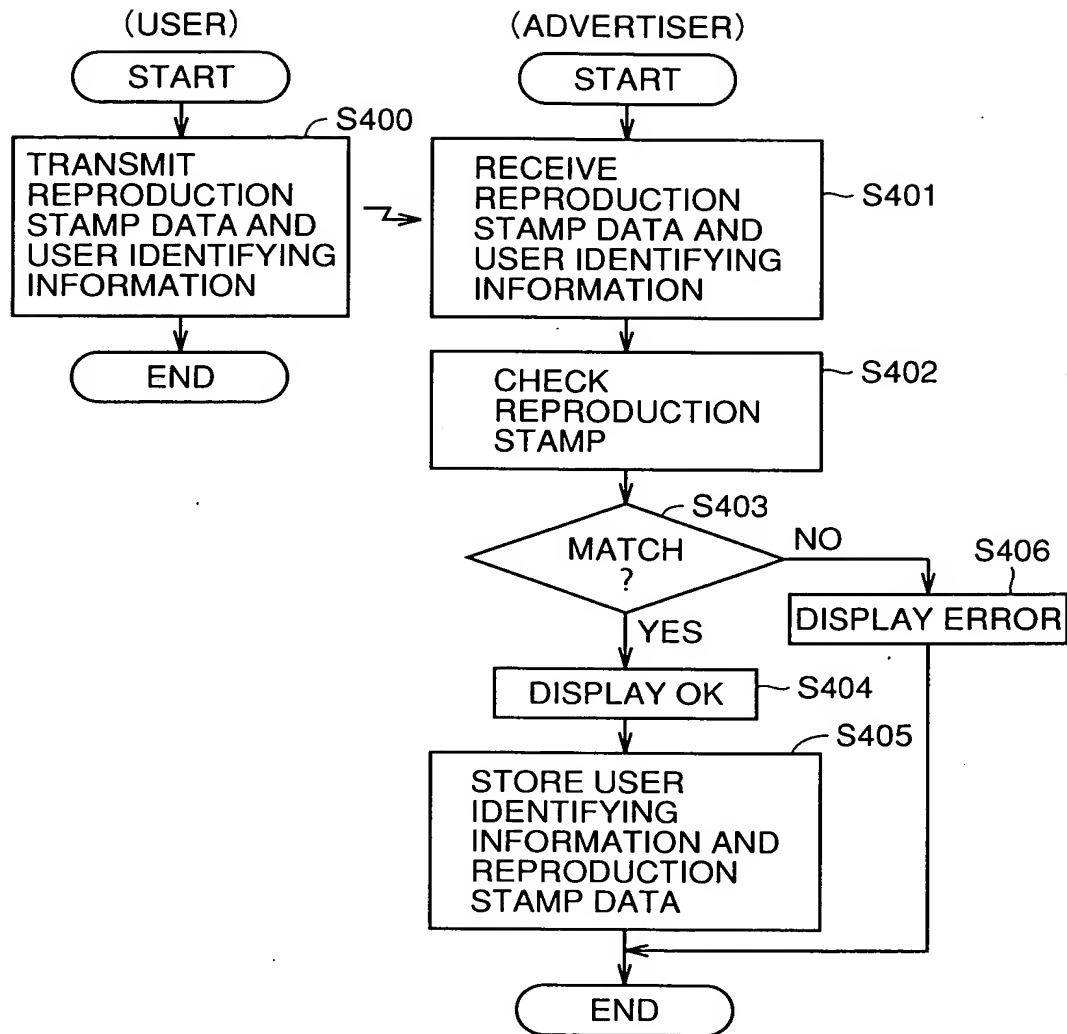 (USER)
START
S400
TRANSMIT
REPRODUCTION
STAMP DATA AND
USER IDENTIFYING
INFORMATION
END
(ADVERTISER)
START
RECEIVE
REPRODUCTION
STAMP DATA AND
USER IDENTIFYING
INFORMATION
S401
CHECK
REPRODUCTION
STAMP
S402
S403
MATCH
?
NO
YES
S406
DISPLAY ERROR
DISPLAY OK
S404
S405
STORE USER
IDENTIFYING
INFORMATION AND
REPRODUCTION
STAMP DATA
END